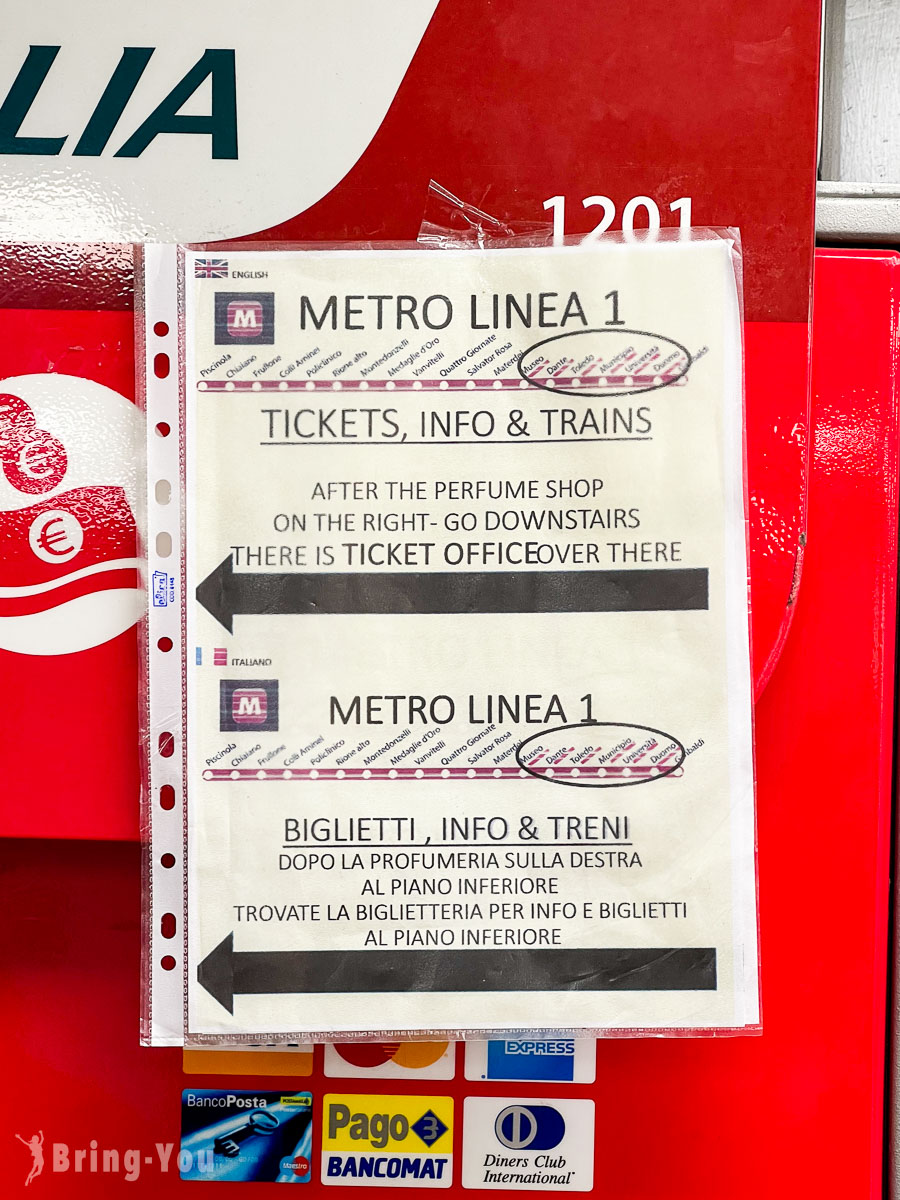 LIA
1201
ENGLISH
M METRO LINEA 1
Piscinola Chiaiano Frullone Colli Aminei Policlinico Rione alto Montedonzelli Medaglie d'Oro Vanvitelli Quattro Giornate Salvator Rosa Materdei Museo Dante Toledo Municipio Università Duomo
TICKETS, INFO & TRAINS
AFTER THE PERFUME SHOP
ON THE RIGHT- GO DOWNSTAIRS
THERE IS TICKET OFFICEOVER THERE
ITALIANO
M METRO LINEA 1
Piscinola Chiaiano Frullone Colli Aminei Policlinico Rione alto Montedonzelli Medaglie d'Oro Vanvitelli Quattro Giornate Salvator Rosa Materdei Museo Dante Toledo Municipio Università Duomo
BIGLIETTI , INFO & TRENI
DOPO LA PROFUMERIA SULLA DESTRA
AL PIANO INFERIORE
TROVATE LA BIGLIETTERIA PER INFO E BIGLIETTI
AL PIANO INFERIORE
EXPRESS
BancoPosta
Maestro
Pago
BANCOMAT
Diners Club
International
Bring-You